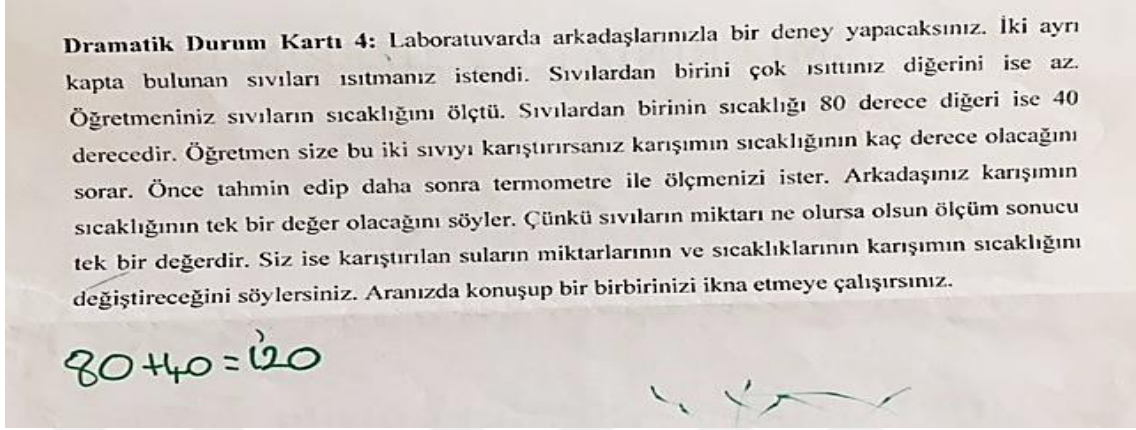 Dramatik Durum Kartı 4: Laboratuvarda arkadaşlarınızla bir deney yapacaksınız. İki ayrı
kapta bulunan sıvıları ısıtmanız istendi. Sıvılardan birini çok ısıttınız diğerini ise az.
Öğretmeniniz sıvıların sıcaklığını ölçtü. Sıvılardan birinin sıcaklığı 80 derece diğeri ise 40
derecedir. Öğretmen size bu iki sıvıyı karıştırırsanız karışımın sıcaklığının kaç derece olacağını
sorar. Önce tahmin edip daha sonra termometre ile ölçmenizi ister. Arkadaşınız karışımın
sıcaklığının tek bir değer olacağını söyler. Çünkü sıvıların miktarı ne olursa olsun ölçüm sonucu
tek bir değerdir. Siz ise karıştırılan suların miktarlarının ve sıcaklıklarının karışımın sıcaklığını
değiştireceğini söylersiniz. Aranızda konuşup bir birbirinizi ikna etmeye çalışırsınız.
80+40=120